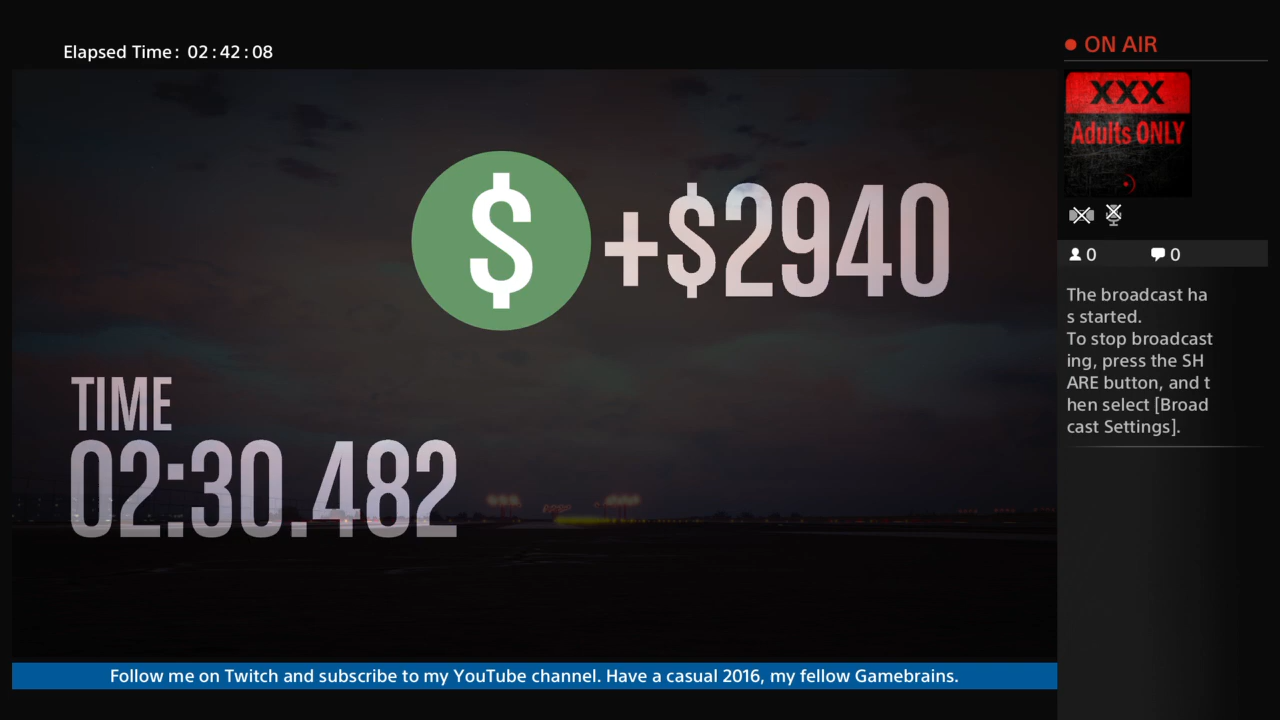 Elapsed Time: 02:42:08
ON AIR
XXX
Adults ONLY
$ +$2940
0 0
The broadcast ha
s started.
To stop broadcast
ing, press the SH
ARE button, and t
hen select [Broad
cast Settings].
TIME
02:30.482
Follow me on Twitch and subscribe to my YouTube channel. Have a casual 2016, my fellow Gamebrains.